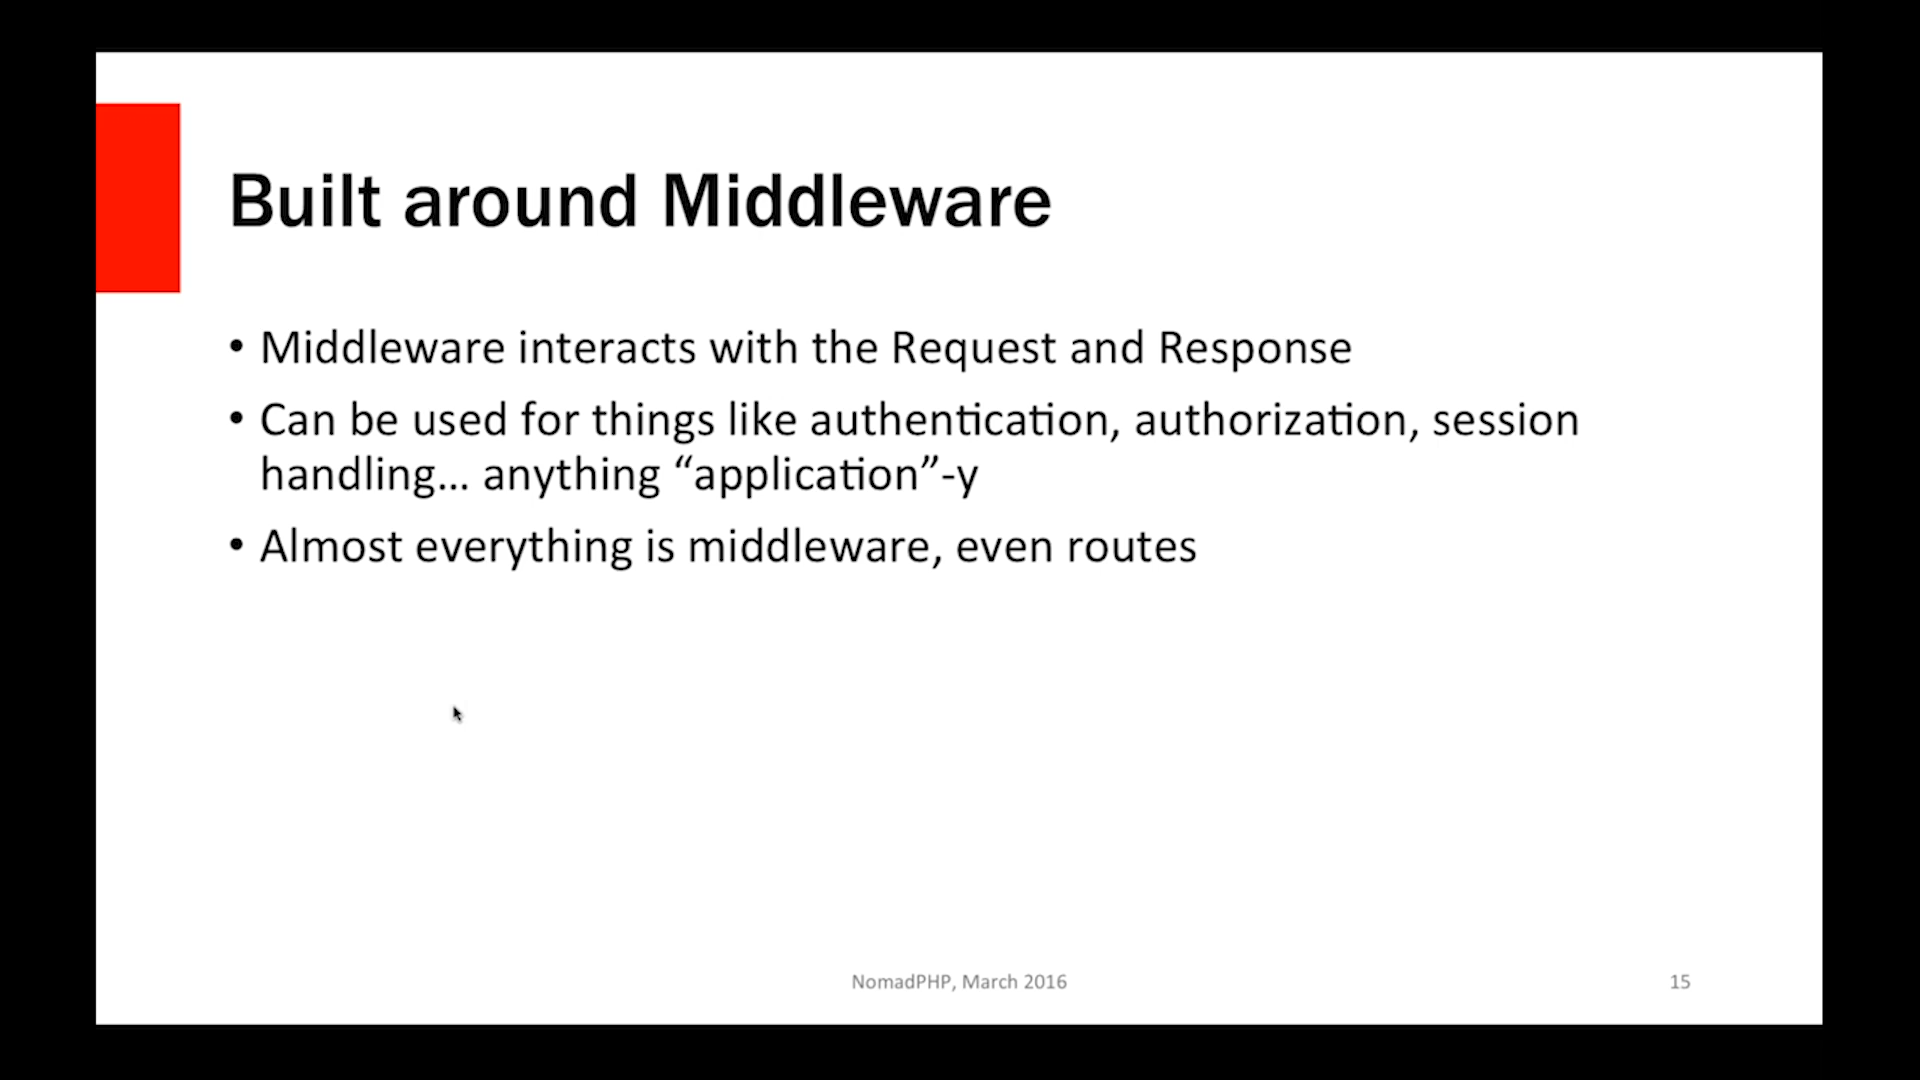 Built around Middleware
• Middleware interacts with the Request and Response
• Can be used for things like authentication, authorization, session
handling... anything “application”-y
• Almost everything is middleware, even routes
NomadPHP, March 2016
15